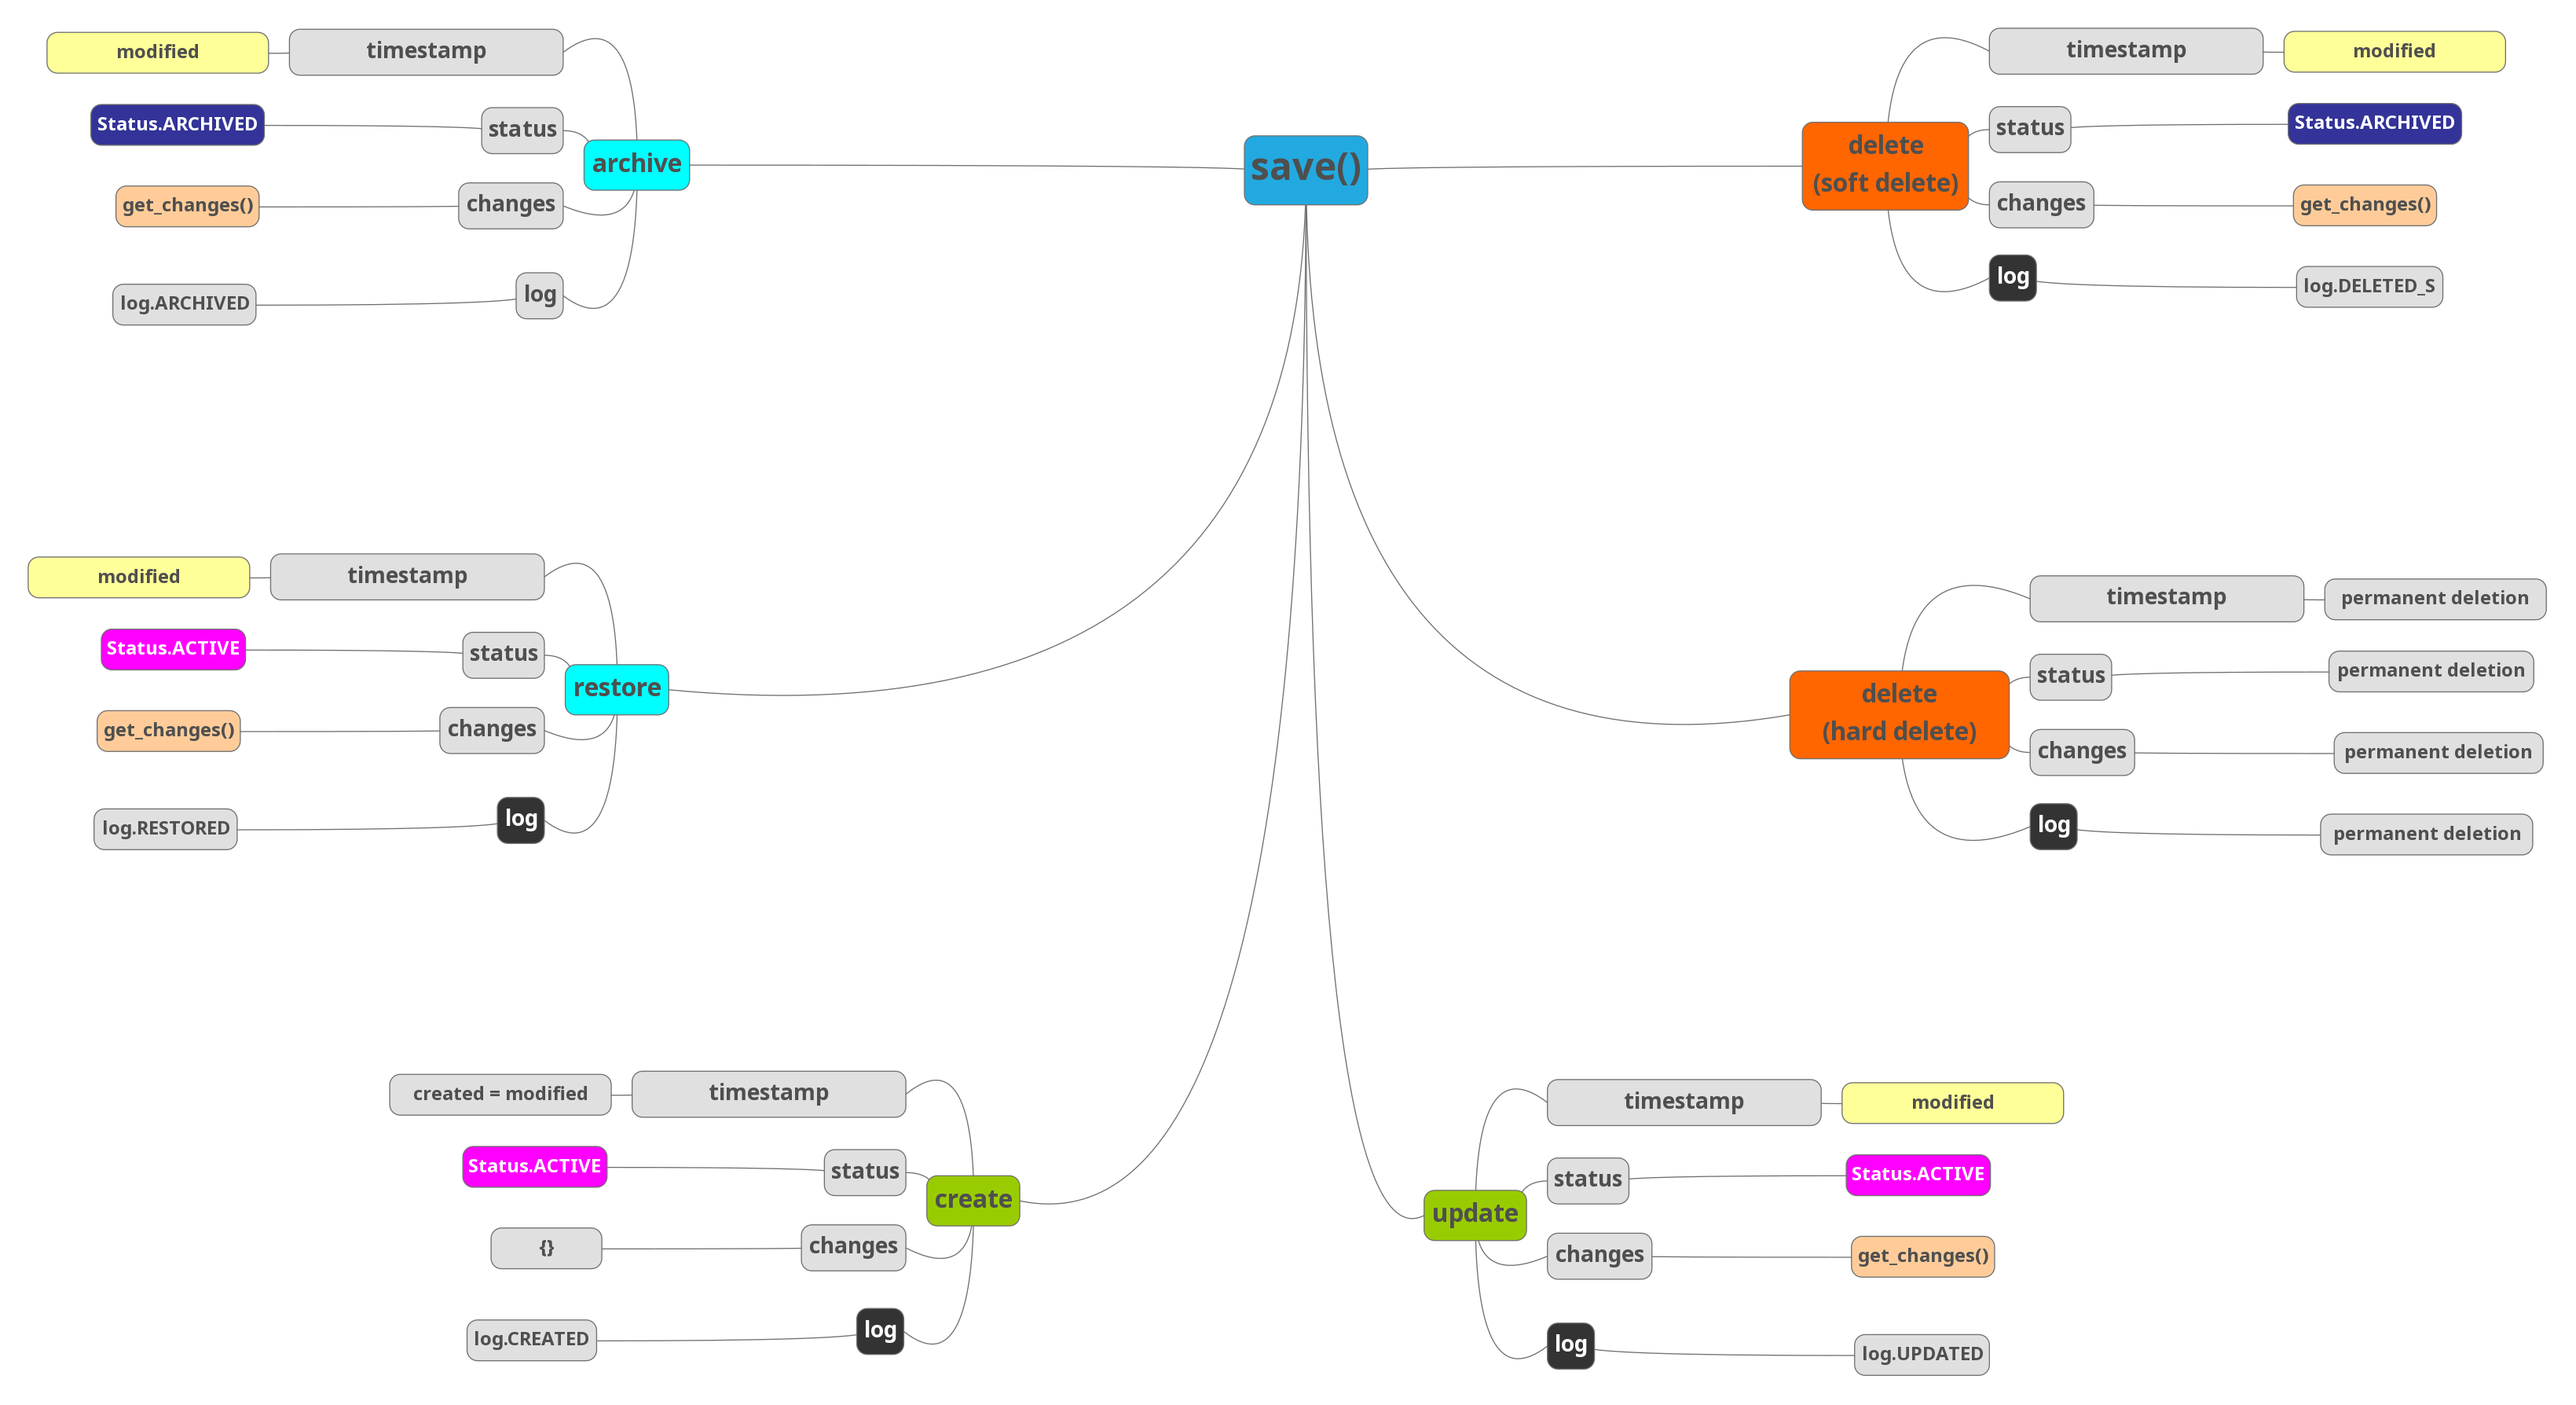 save()
archive
timestamp
modified
status
Status.ARCHIVED
changes
get_changes()
log
log.ARCHIVED
restore
timestamp
modified
status
Status.ACTIVE
changes
get_changes()
log
log.RESTORED
create
timestamp
created = modified
status
Status.ACTIVE
changes
{}
log
log.CREATED
delete
(soft delete)
timestamp
modified
status
Status.ARCHIVED
changes
get_changes()
log
log.DELETED_S
delete
(hard delete)
timestamp
permanent deletion
status
permanent deletion
changes
permanent deletion
log
permanent deletion
update
timestamp
modified
status
Status.ACTIVE
changes
get_changes()
log
log.UPDATED